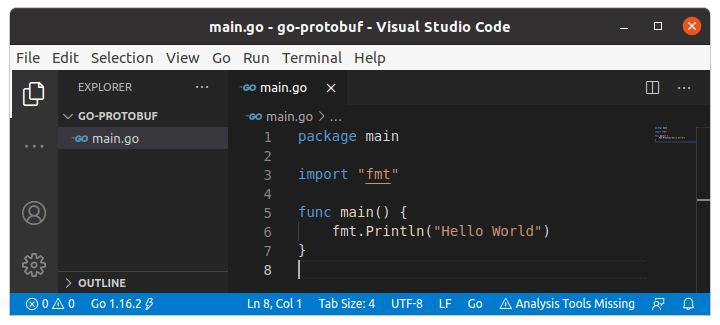 main.go - go-protobuf - Visual Studio Code
File Edit Selection View Go Run Terminal Help
EXPLORER ···
GO-PROTOBUF
GO main.go
GO main.go ×
GO main.go > ...
1 package main
2
3 import "fmt"
4
5 func main() {
6 fmt.Println("Hello World")
7 }
8
OUTLINE
0 0 Go 1.16.2 Ln 8, Col 1 Tab Size: 4 UTF-8 LF Go Analysis Tools Missing